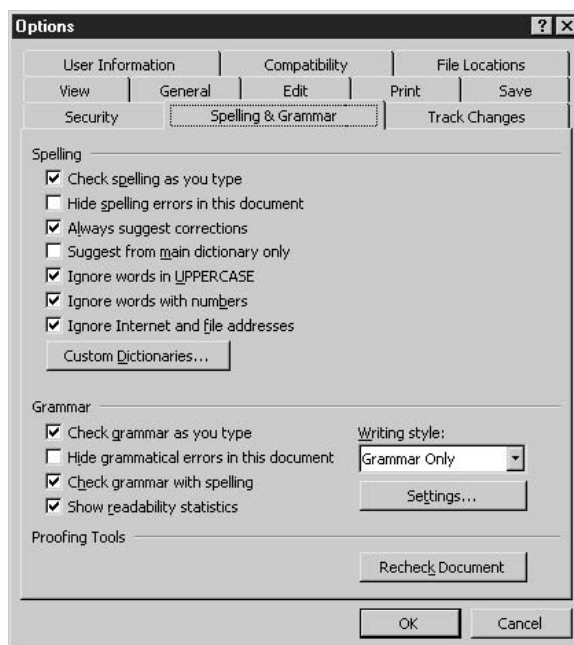 Options
User Information Compatibility File Locations
View General Edit Print Save
Security Spelling & Grammar Track Changes
Spelling
Check spelling as you type
Hide spelling errors in this document
Always suggest corrections
Suggest from main dictionary only
Ignore words in UPPERCASE
Ignore words with numbers
Ignore Internet and file addresses
Custom Dictionaries...
Grammar
Check grammar as you type Writing style:
Hide grammatical errors in this document Grammar Only
Check grammar with spelling
Settings...
Show readability statistics
Proofing Tools
Recheck Document
OK Cancel